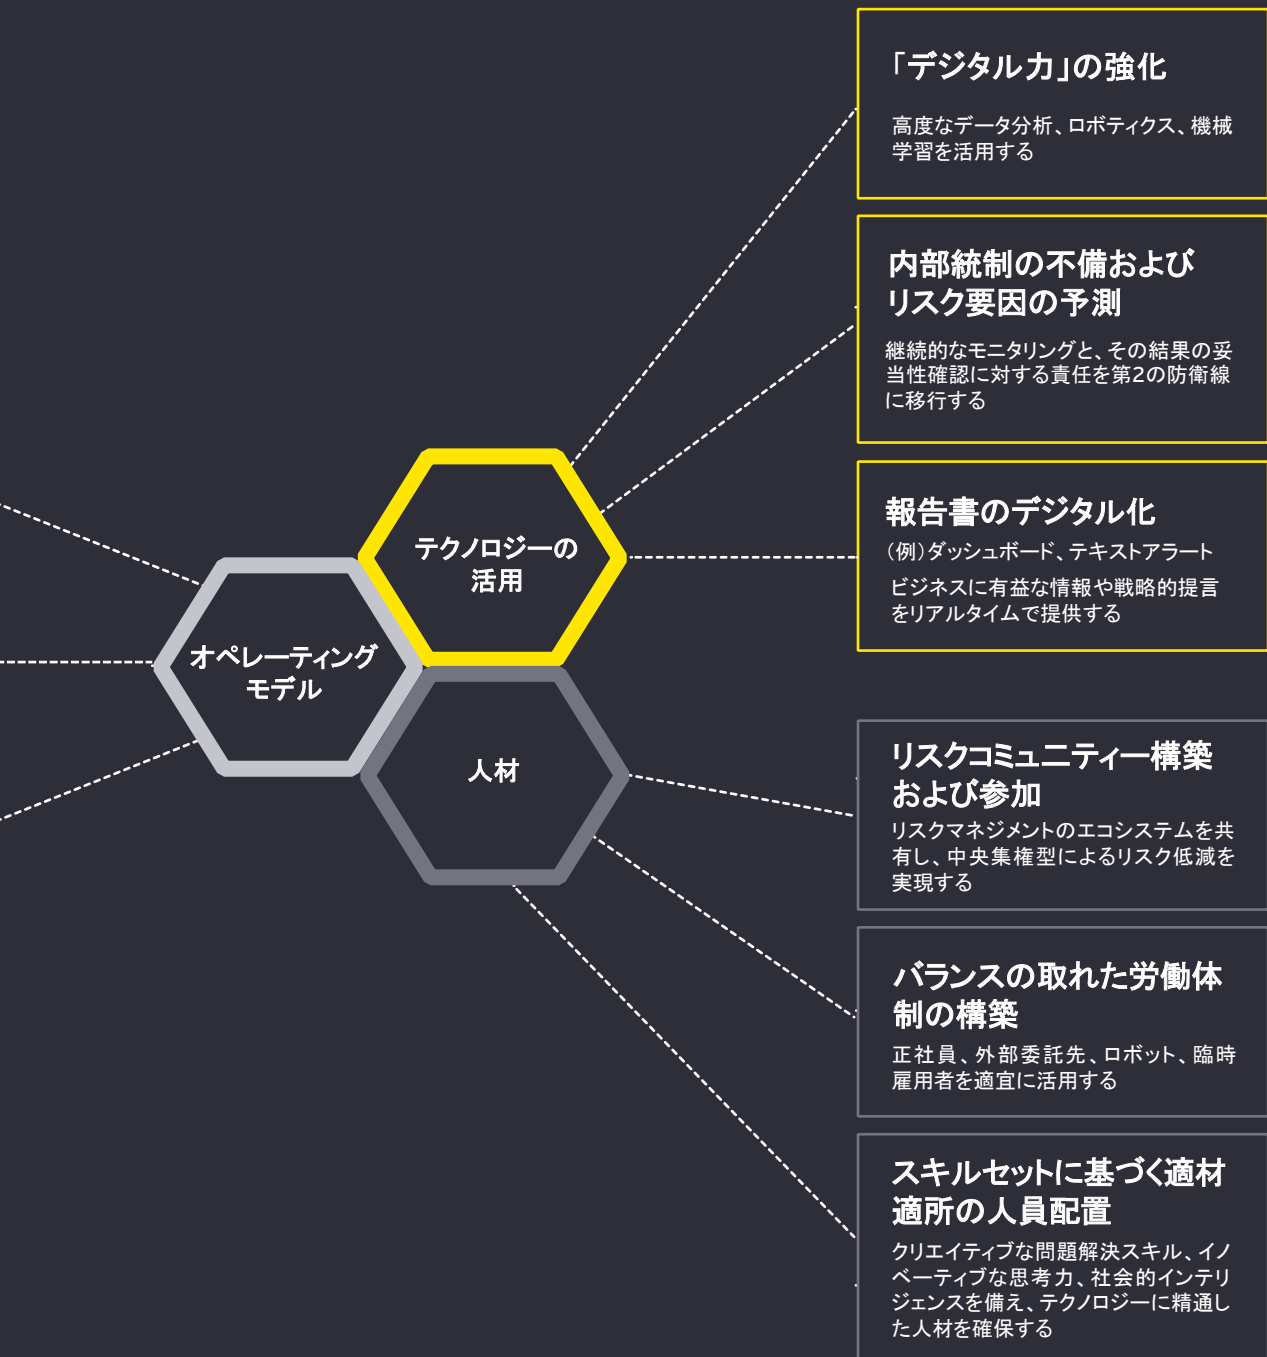 「デジタル力」の強化
高度なデータ分析、ロボティクス、機械
学習を活用する
内部統制の不備および
リスク要因の予測
継続的なモニタリングと、その結果の妥
当性確認に対する責任を第2の防衛線
に移行する
報告書のデジタル化
（例）ダッシュボード、テキストアラート
ビジネスに有益な情報や戦略的提言
をリアルタイムで提供する
テクノロジーの
活用
オペレーティング
モデル
人材
リスクコミュニティー構築
および参加
リスクマネジメントのエコシステムを共
有し、中央集権型によるリスク低減を
実現する
バランスの取れた労働体
制の構築
正社員、外部委託先、ロボット、臨時
雇用者を適宜に活用する
スキルセットに基づく適材
適所の人員配置
クリエイティブな問題解決スキル、イノ
ベーティブな思考力、社会的インテリ
ジェンスを備え、テクノロジーに精通し
た人材を確保する